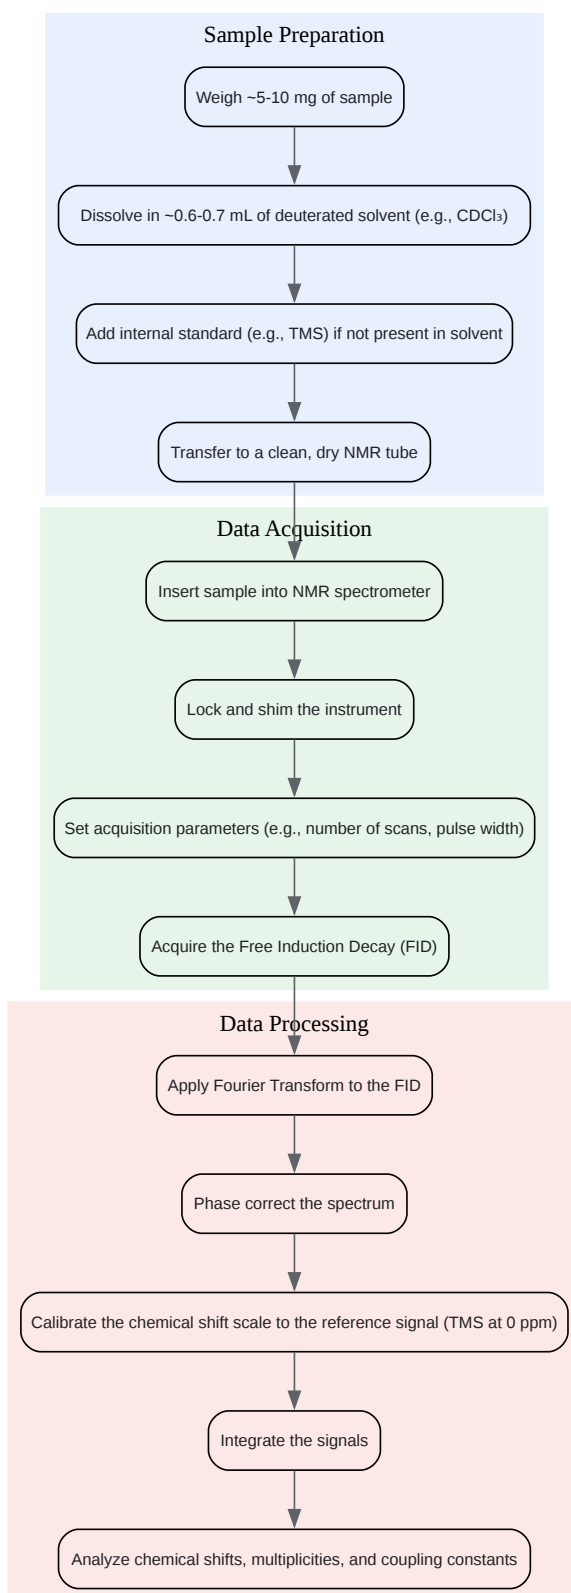 Sample Preparation
Weigh ~5-10 mg of sample
Dissolve in ~0.6-0.7 mL of deuterated solvent (e.g., CDCl₃)
Add internal standard (e.g., TMS) if not present in solvent
Transfer to a clean, dry NMR tube
Data Acquisition
Insert sample into NMR spectrometer
Lock and shim the instrument
Set acquisition parameters (e.g., number of scans, pulse width)
Acquire the Free Induction Decay (FID)
Data Processing
Apply Fourier Transform to the FID
Phase correct the spectrum
Calibrate the chemical shift scale to the reference signal (TMS at 0 ppm)
Integrate the signals
Analyze chemical shifts, multiplicities, and coupling constants